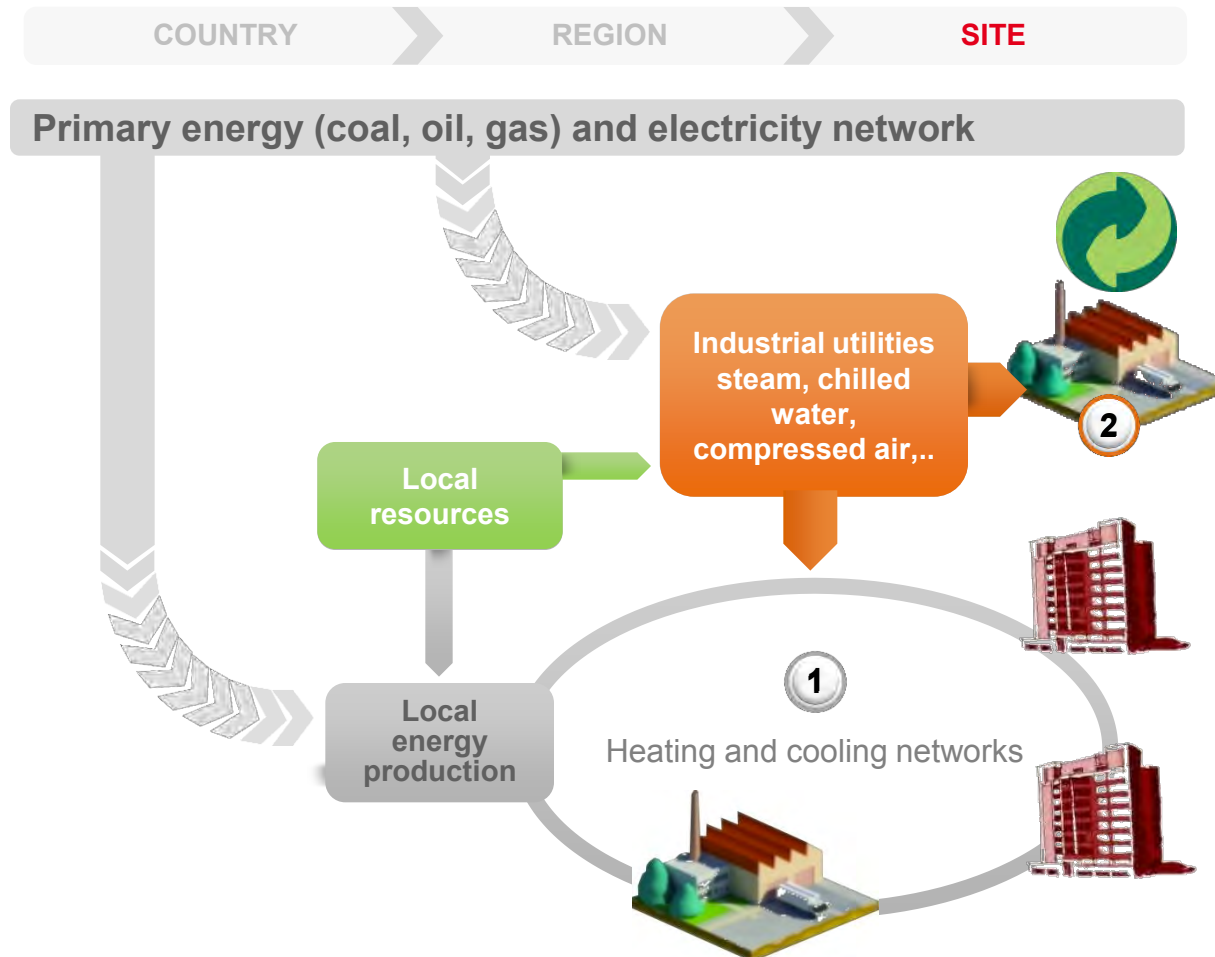 COUNTRY
REGION
SITE
Primary energy (coal, oil, gas) and electricity network
Industrial utilities
steam, chilled
water,
compressed air,..
2
Local
resources
1
Local
energy
production
Heating and cooling networks